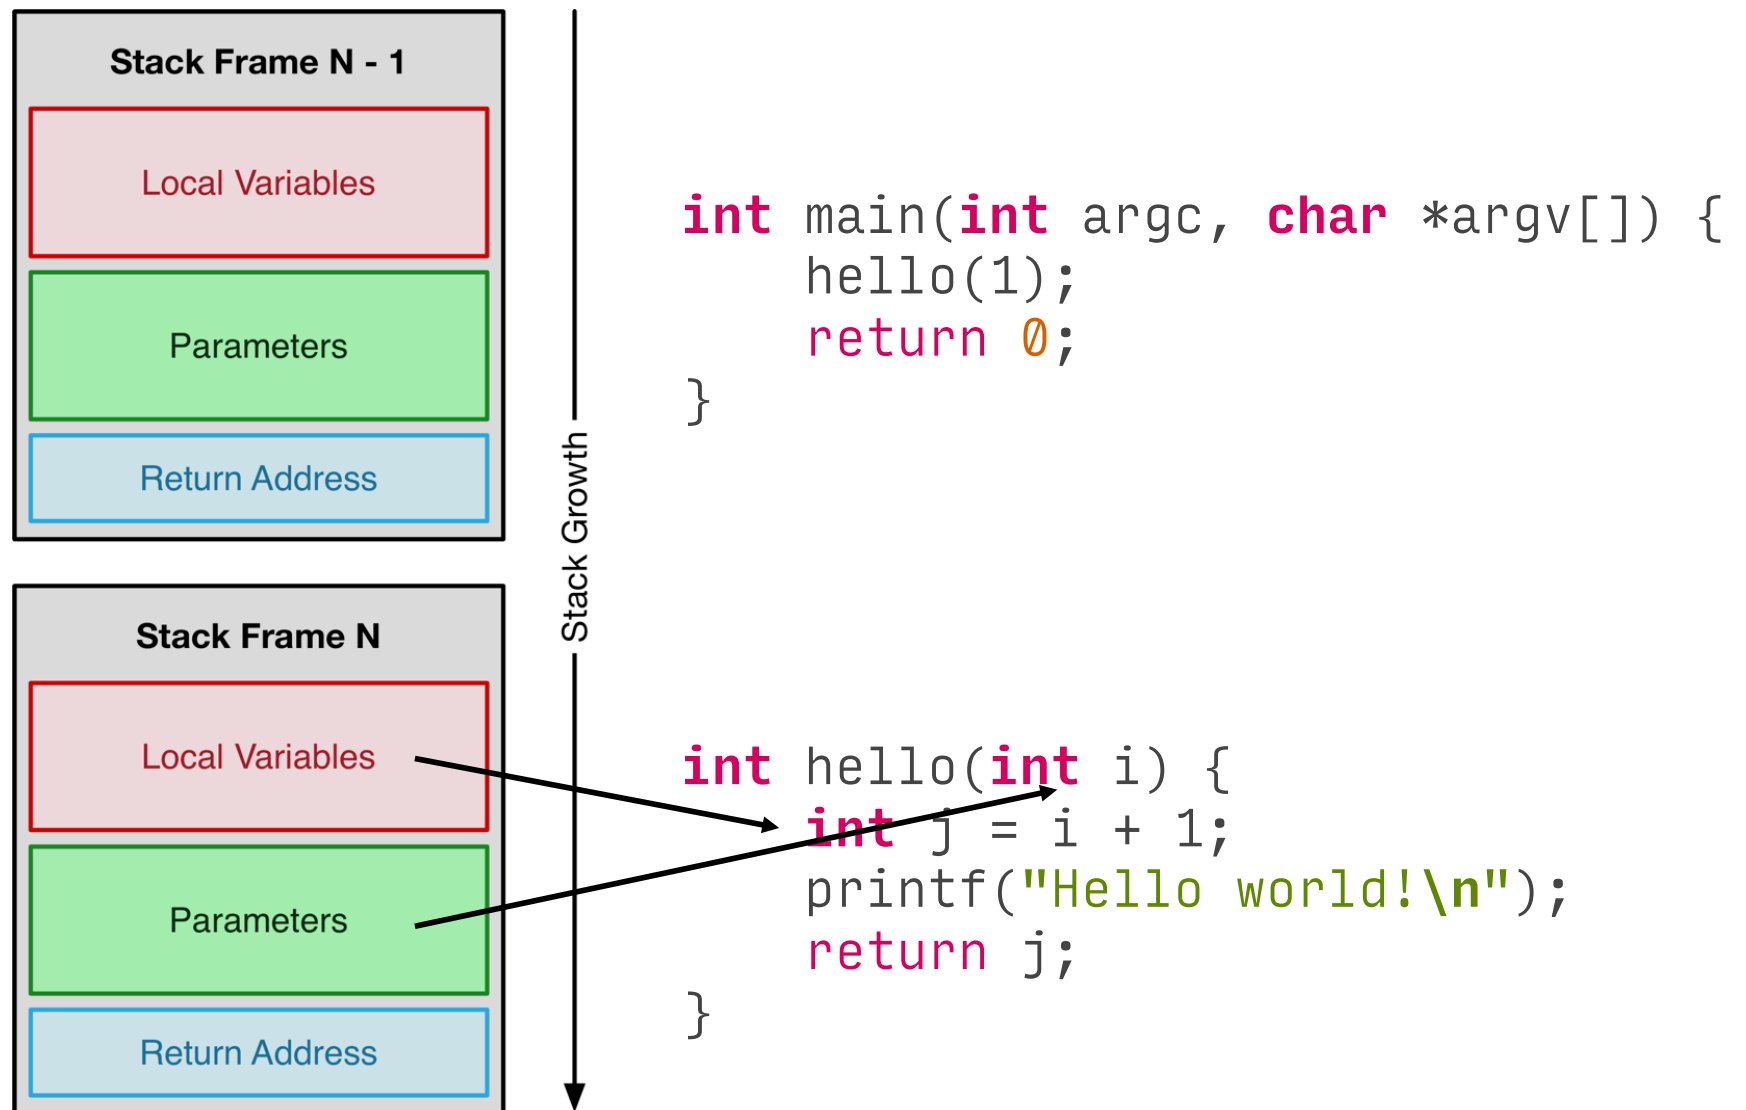 Stack Frame N - 1
Local Variables
Parameters
Return Address
Stack Frame N
Local Variables
Parameters
Return Address
Stack Growth
int main(int argc, char *argv[]) {
    hello(1);
    return 0;
}
int hello(int i) {
    int j = i + 1;
    printf("Hello world!\n");
    return j;
}